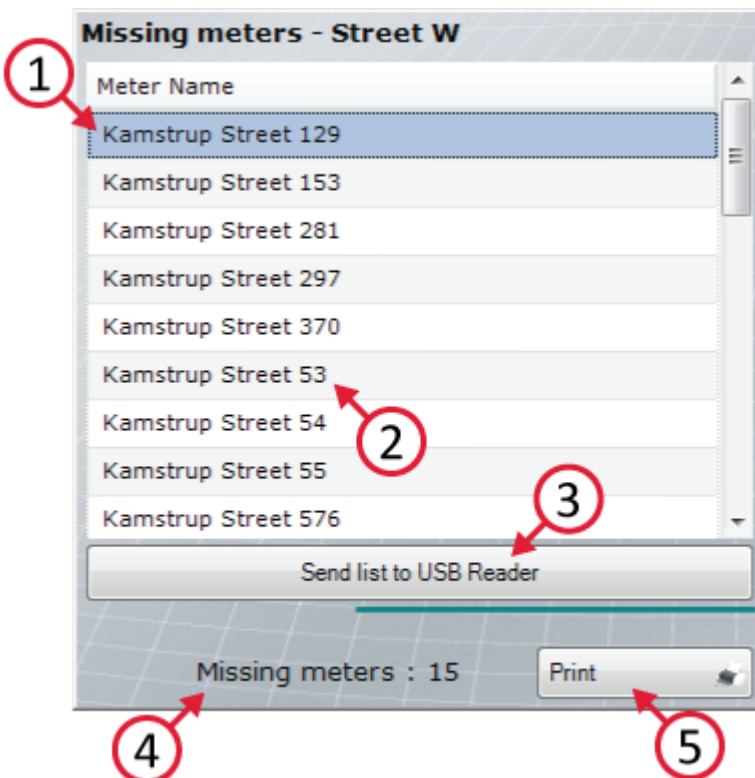 Missing meters - Street W
1
Meter Name
Kamstrup Street 129
Kamstrup Street 153
Kamstrup Street 281
Kamstrup Street 297
Kamstrup Street 370
Kamstrup Street 53
Kamstrup Street 54
2
Kamstrup Street 55
3
Kamstrup Street 576
Send list to USB Reader
Missing meters : 15
Print
4
5